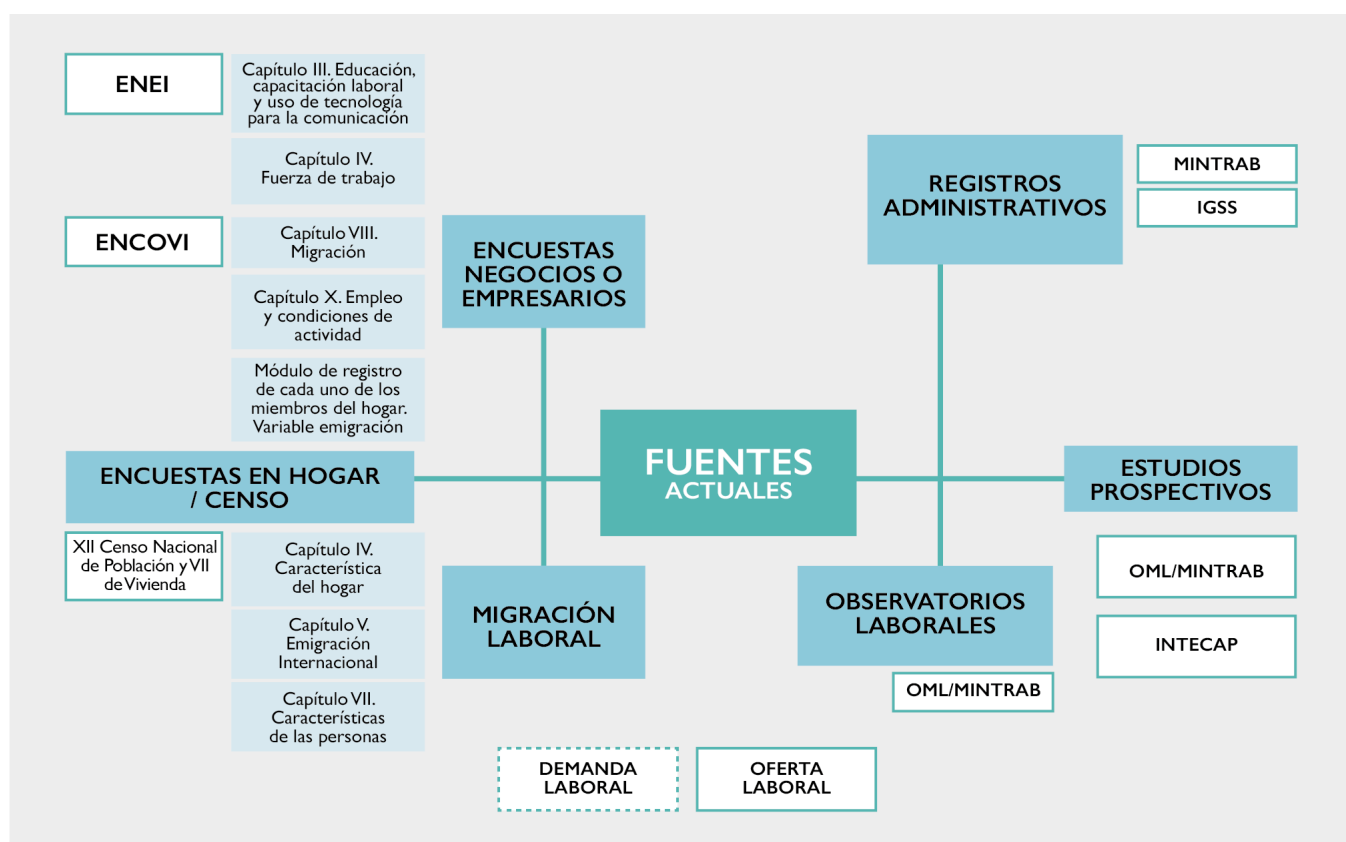 ENEI
Capítulo III. Educación,
capacitación laboral
y uso de tecnología
para la comunicación
Capítulo IV.
Fuerza de trabajo
ENCOVI
Capítulo VIII.
Migración
Capítulo X. Empleo
y condiciones de
actividad
Módulo de registro
de cada uno de los
miembros del hogar.
Variable emigración
ENCUESTAS EN HOGAR
/ CENSO
XII Censo Nacional
de Población y VII
de Vivienda
Capítulo IV.
Característica
del hogar
Capítulo V.
Emigración
Internacional
Capítulo VII.
Características
de las personas
ENCUESTAS
NEGOCIOS O
EMPRESARIOS
MIGRACIÓN
LABORAL
FUENTES
ACTUALES
REGISTROS
ADMINISTRATIVOS
MINTRAB
IGSS
ESTUDIOS
PROSPECTIVOS
OML/MINTRAB
INTECAP
OBSERVATORIOS
LABORALES
OML/MINTRAB
DEMANDA
LABORAL
OFERTA
LABORAL